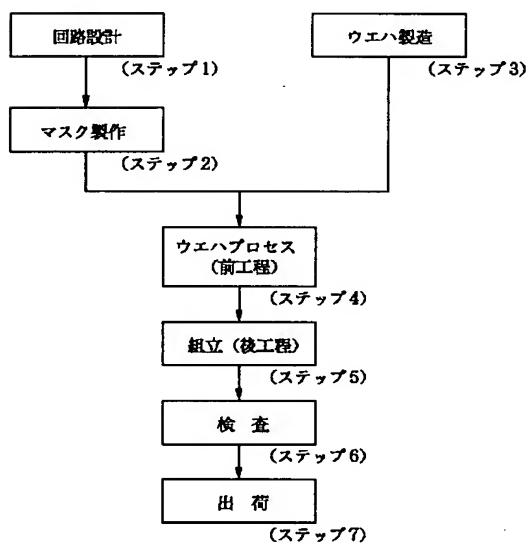 回路設計
(ステップ1)
ウエハ製造
(ステップ3)
マスク製作
(ステップ2)
ウエハプロセス
(前工程)
(ステップ4)
組立(後工程)
(ステップ5)
検 査
(ステップ6)
出 荷
(ステップ7)